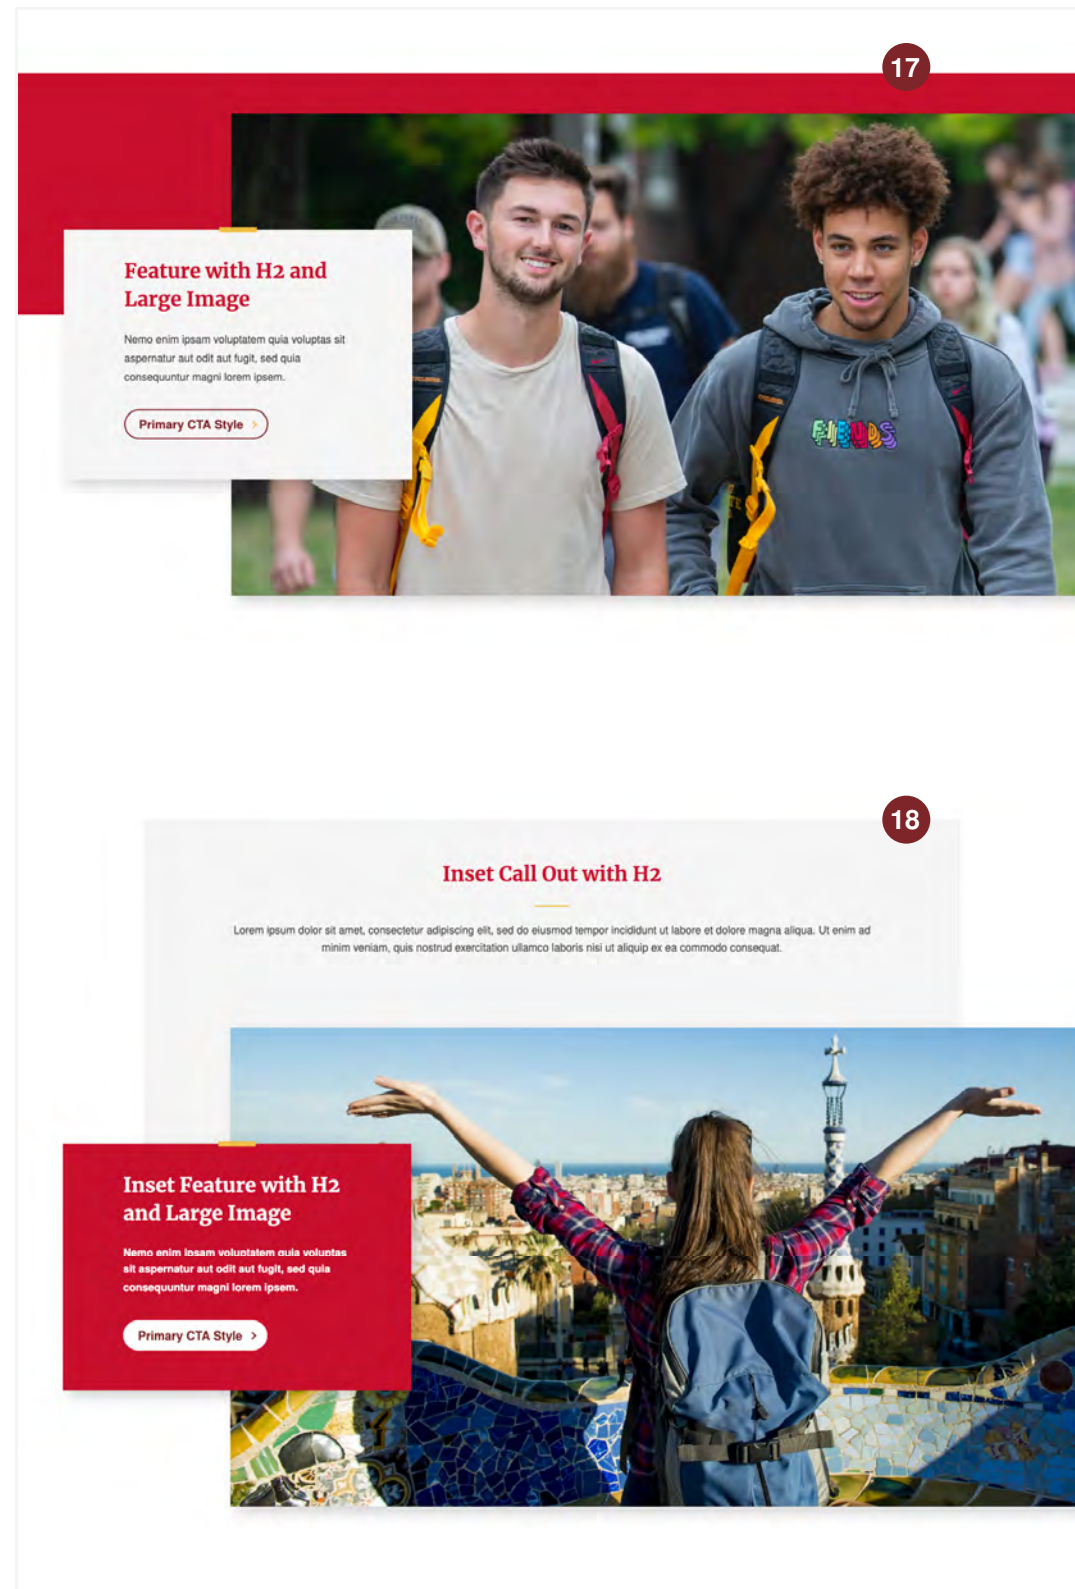 17
Feature with H2 and
Large Image
Nemo enim ipsam voluptatem quia voluptas sit
aspernatur aut odit aut fugit, sed quia
consequuntur magni lorem ipsem.
Primary CTA Style
FIENDS
18
Inset Call Out with H2
Lorem ipsum dolor sit amet, consectetur adipiscing elit, sed do eiusmod tempor incididunt ut labore et dolore magna aliqua. Ut enim ad
minim veniam, quis nostrud exercitation ullamco laboris nisi ut aliquip ex ea commodo consequat.
Inset Feature with H2
and Large Image
Nemo enim ipsam voluptatem quia voluptas
sit aspernatur aut odit aut fugit, sed quia
consequuntur magni lorem ipsem.
Primary CTA Style